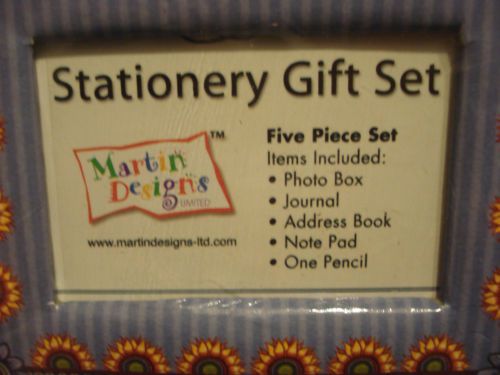 Stationery Gift Set
Martin
Designs
LIMITED
TM
www.martindesigns-ltd.com
Five Piece Set
Items Included:
• Photo Box
• Journal
• Address Book
• Note Pad
• One Pencil